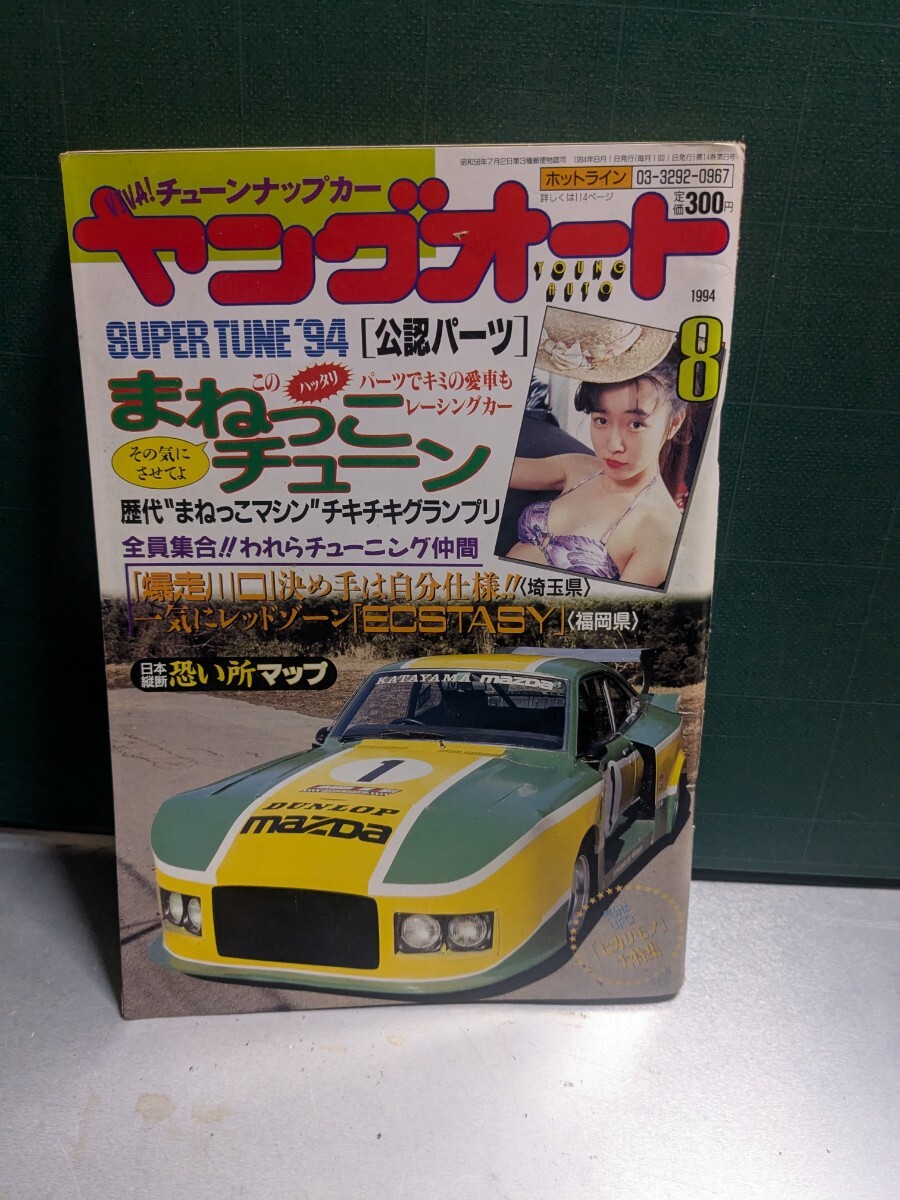 昭和56年7月2日第3種郵便物認可 1994年8月1日発行(毎月1回1日発行)第14巻第8号
VIVA!チューンナップカー
ホットライン 03-3292-0967
詳しくは114ページ
定価300円
ヤングオート
YOUNG AUTO
1994
8
SUPER TUNE '94 [公認パーツ]
このハッタリパーツでキミの愛車も
レーシングカー
まねっこ
チューン
その気に
させてよ
歴代"まねっこマシン"チキチキグランプリ
全員集合!!われらチューニング仲間
「爆走川口」決め手は自分仕様!!〈埼玉県〉
一気にレッドゾーン「ECSTASY」〈福岡県〉
日本縦断恐い所マップ
KATAYAMA mazda
1
DUNLOP
mazda
UFO
「ヒカリモノ」
大特集